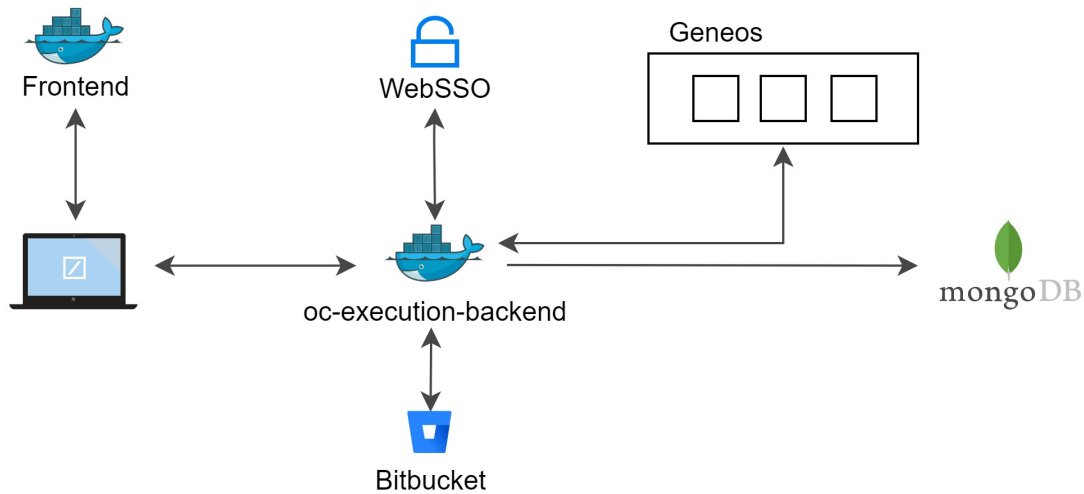 Geneos
Frontend
WebSSO
oc-execution-backend
mongoDB
Bitbucket